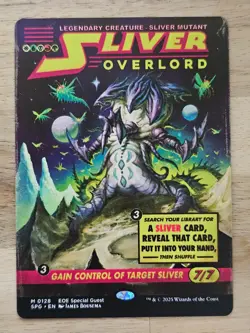 LEGENDARY CREATURE - SLIVER MUTANT
SLIVER
OVERLORD
3
SEARCH YOUR LIBRARY FOR
A SLIVER CARD,
REVEAL THAT CARD,
PUT IT INTO YOUR HAND,
THEN SHUFFLE
3
GAIN CONTROL OF TARGET SLIVER
7/7
M 0128 EOE Special Guest
SPG • EN James Bousema
™ & © 2025 Wizards of the Coast